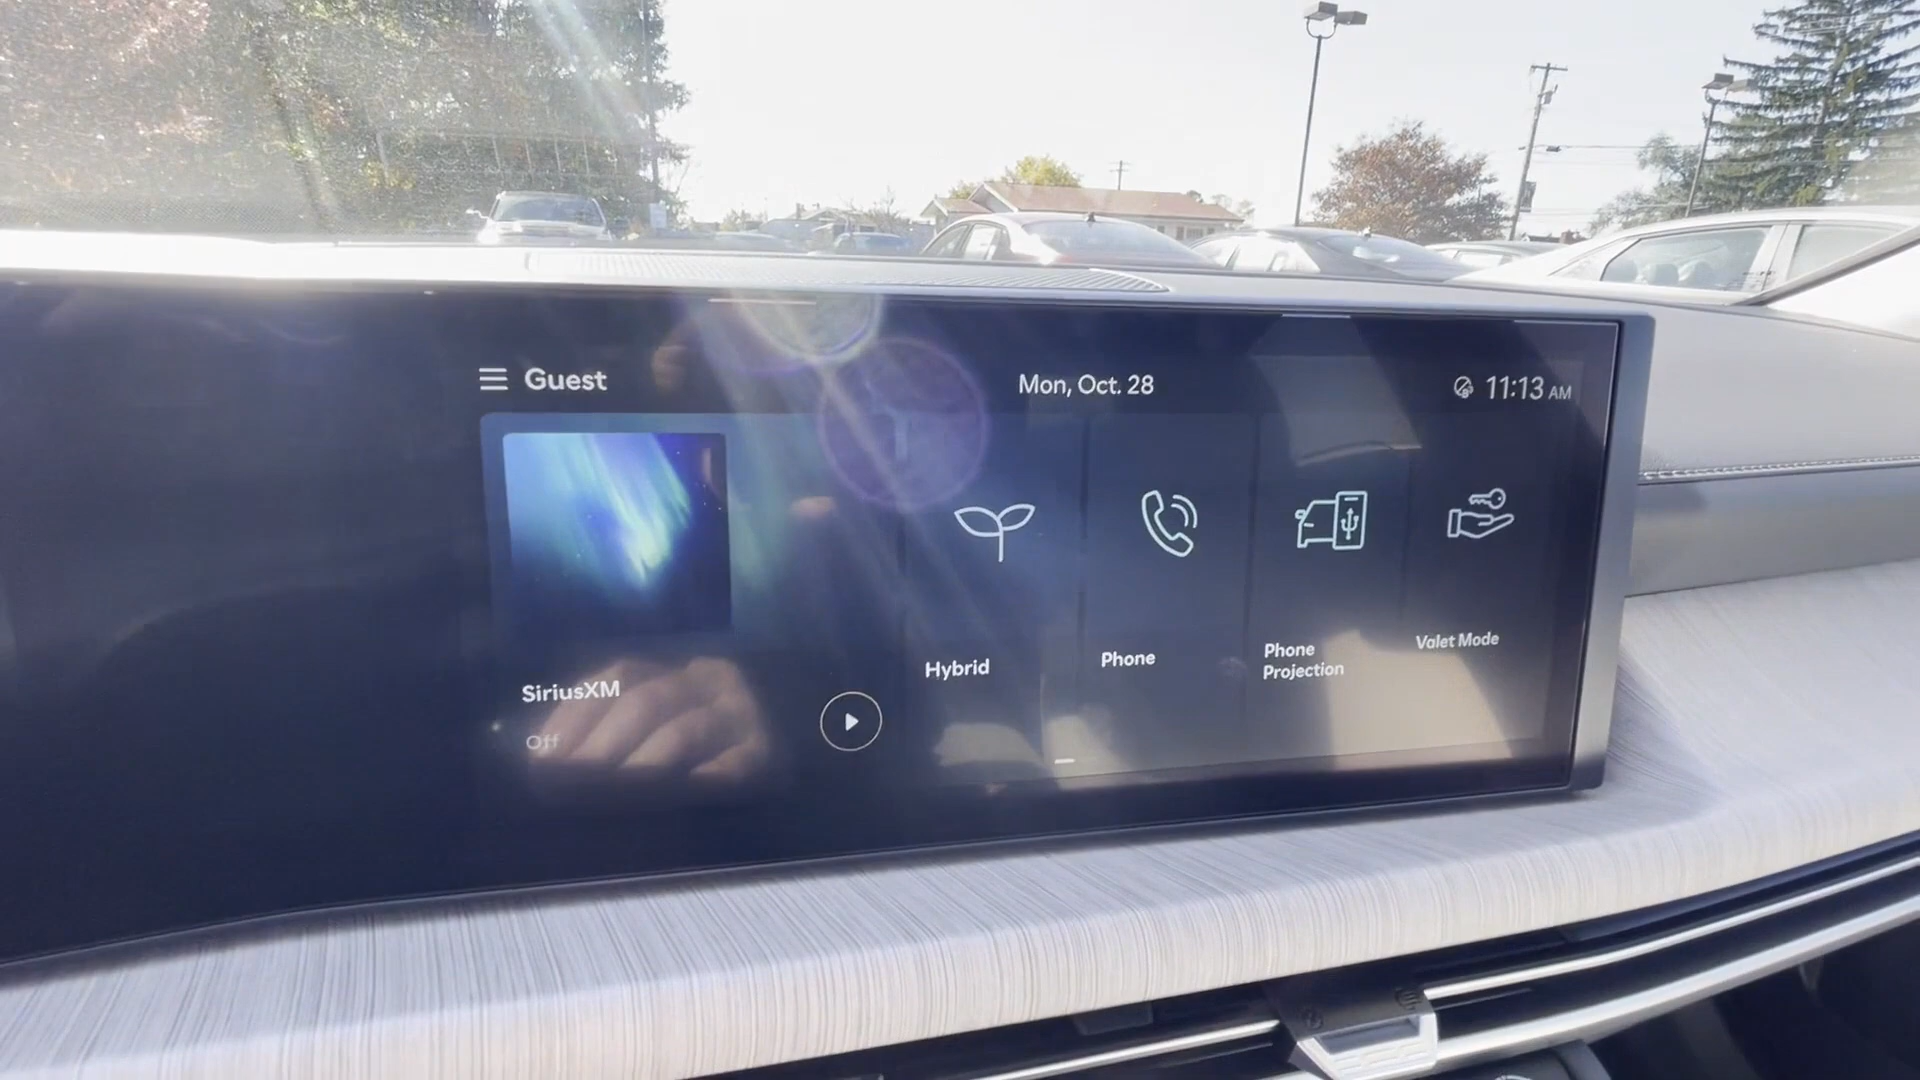 Guest
Mon, Oct. 28
11:13 AM
SiriusXM
Off
Hybrid
Phone
Phone
Projection
Valet Mode